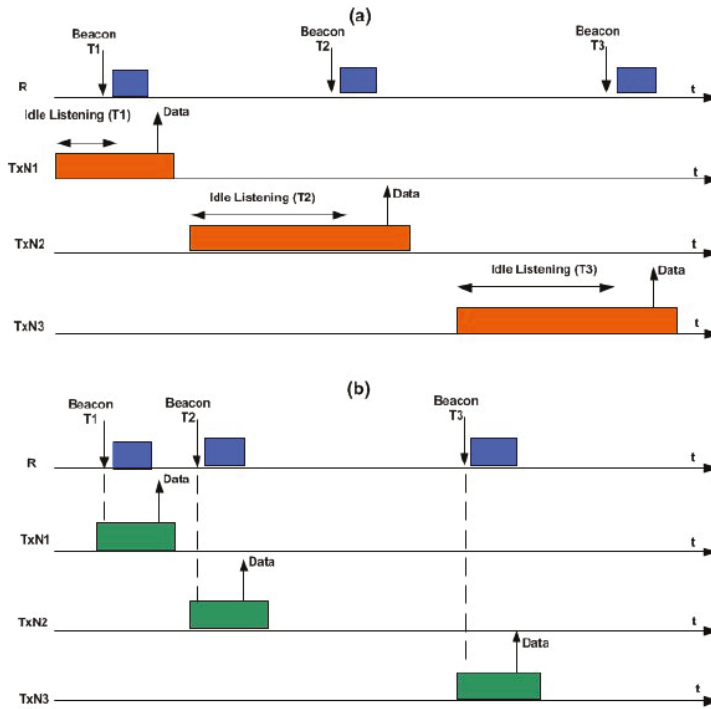 (a)
Beacon
T1
Beacon
T2
Beacon
T3
R
t
Idle Listening (T1)
Data
TxN1
t
Idle Listening (T2)
Data
TxN2
t
Idle Listening (T3)
Data
TxN3
t
(b)
Beacon
T1
Beacon
T2
Beacon
T3
R
t
Data
TxN1
t
Data
TxN2
t
Data
TxN3
t